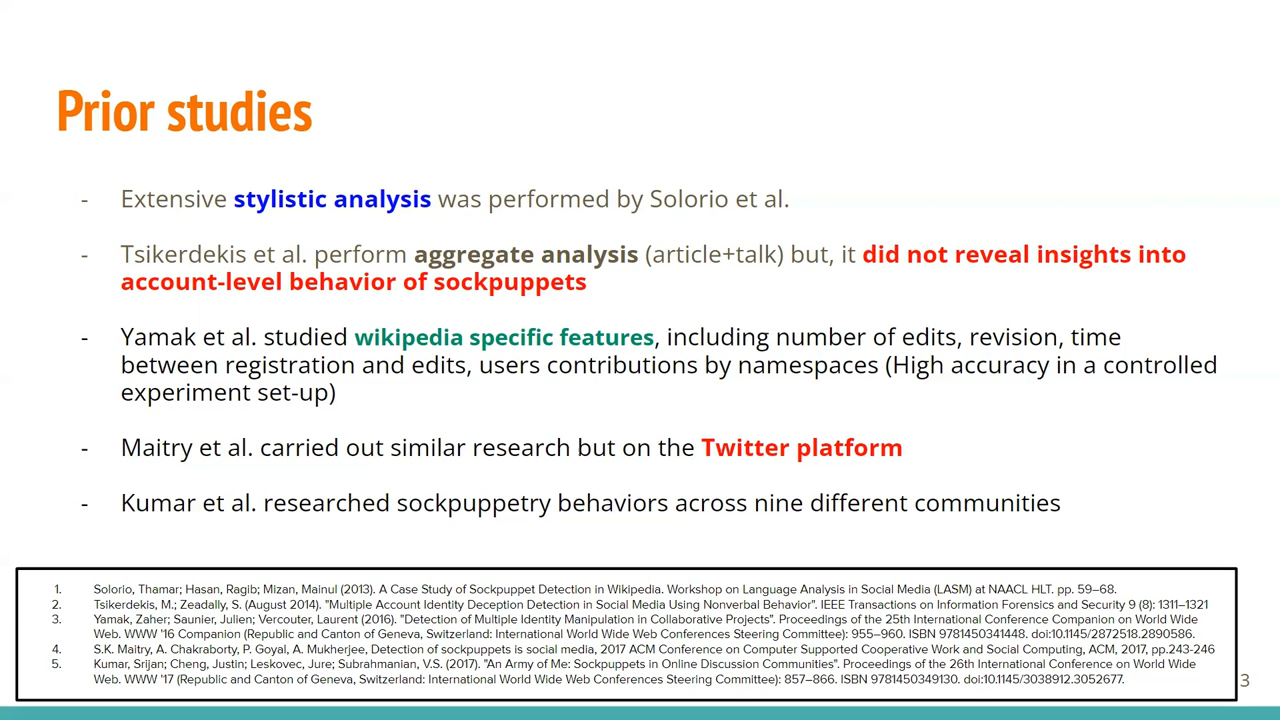 Prior studies
- Extensive stylistic analysis was performed by Solorio et al.
- Tsikerdekis et al. perform aggregate analysis (article+talk) but, it did not reveal insights into
account-level behavior of sockpuppets
- Yamak et al. studied wikipedia specific features, including number of edits, revision, time
between registration and edits, users contributions by namespaces (High accuracy in a controlled
experiment set-up)
- Maitry et al. carried out similar research but on the Twitter platform
- Kumar et al. researched sockpuppetry behaviors across nine different communities
1. Solorio, Thamar; Hasan, Ragib; Mizan, Mainul (2013). A Case Study of Sockpuppet Detection in Wikipedia. Workshop on Language Analysis in Social Media (LASM) at NAACL HLT. pp. 59–68.
2. Tsikerdekis, M.; Zeadally, S. (August 2014). "Multiple Account Identity Deception Detection in Social Media Using Nonverbal Behavior". IEEE Transactions on Information Forensics and Security 9 (8): 1311–1321
3. Yamak, Zaher; Saunier, Julien; Vercouter, Laurent (2016). "Detection of Multiple Identity Manipulation in Collaborative Projects". Proceedings of the 25th International Conference Companion on World Wide
Web. WWW '16 Companion (Republic and Canton of Geneva, Switzerland: International World Wide Web Conferences Steering Committee): 955–960. ISBN 9781450341448. doi:10.1145/2872518.2890586.
4. S.K. Maitry, A. Chakraborty, P. Goyal, A. Mukherjee, Detection of sockpuppets is social media, 2017 ACM Conference on Computer Supported Cooperative Work and Social Computing, ACM, 2017, pp.243-246
5. Kumar, Srijan; Cheng, Justin; Leskovec, Jure; Subrahmanian, V.S. (2017). "An Army of Me: Sockpuppets in Online Discussion Communities". Proceedings of the 26th International Conference on World Wide
Web. WWW '17 (Republic and Canton of Geneva, Switzerland: International World Wide Web Conferences Steering Committee): 857–866. ISBN 9781450349130. doi:10.1145/3038912.3052677.
3